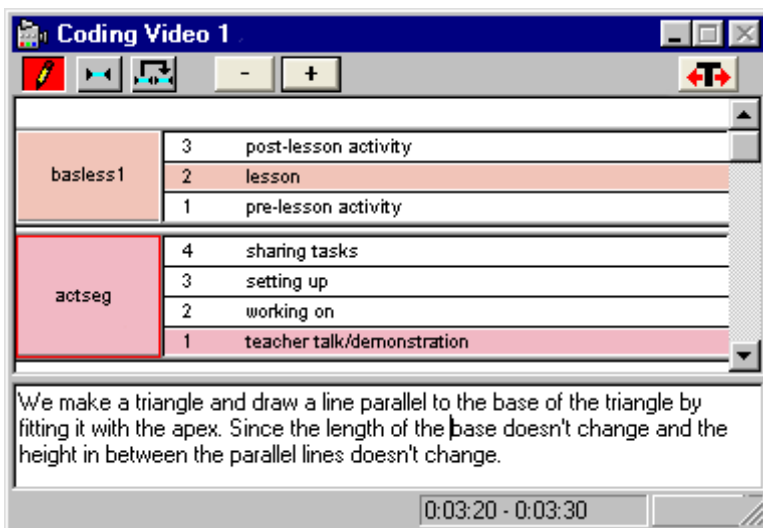 Coding Video 1
- +
T
basless1
3 post-lesson activity
2 lesson
1 pre-lesson activity
actseg
4 sharing tasks
3 setting up
2 working on
1 teacher talk/demonstration
We make a triangle and draw a line parallel to the base of the triangle by
fitting it with the apex. Since the length of the base doesn't change and the
height in between the parallel lines doesn't change.
0:03:20 - 0:03:30